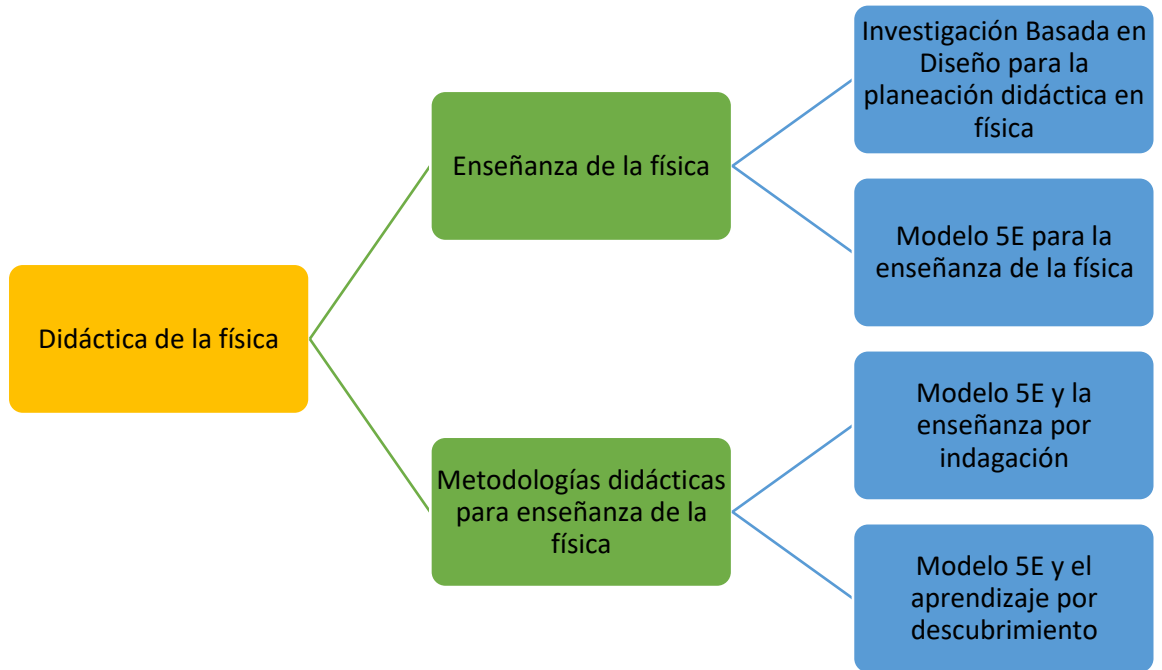 Didáctica de la física
Enseñanza de la física
Investigación Basada en
Diseño para la
planeación didáctica en
física
Modelo 5E para la
enseñanza de la física
Metodologías didácticas
para enseñanza de la
física
Modelo 5E y la
enseñanza por
indagación
Modelo 5E y el
aprendizaje por
descubrimiento